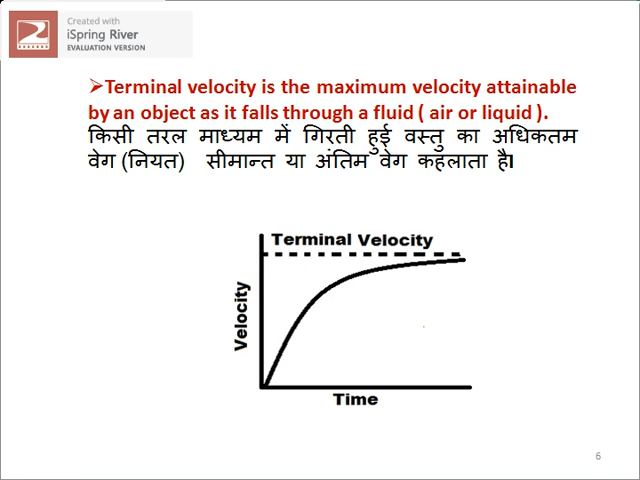 Created with
iSpring River
EVALUATION VERSION
➢Terminal velocity is the maximum velocity attainable
by an object as it falls through a fluid ( air or liquid ).
किसी तरल माध्यम में गिरती हुई वस्तु का अधिकतम
वेग (नियत) सीमान्त या अंतिम वेग कहलाता है।
Terminal Velocity
Velocity
Time
6